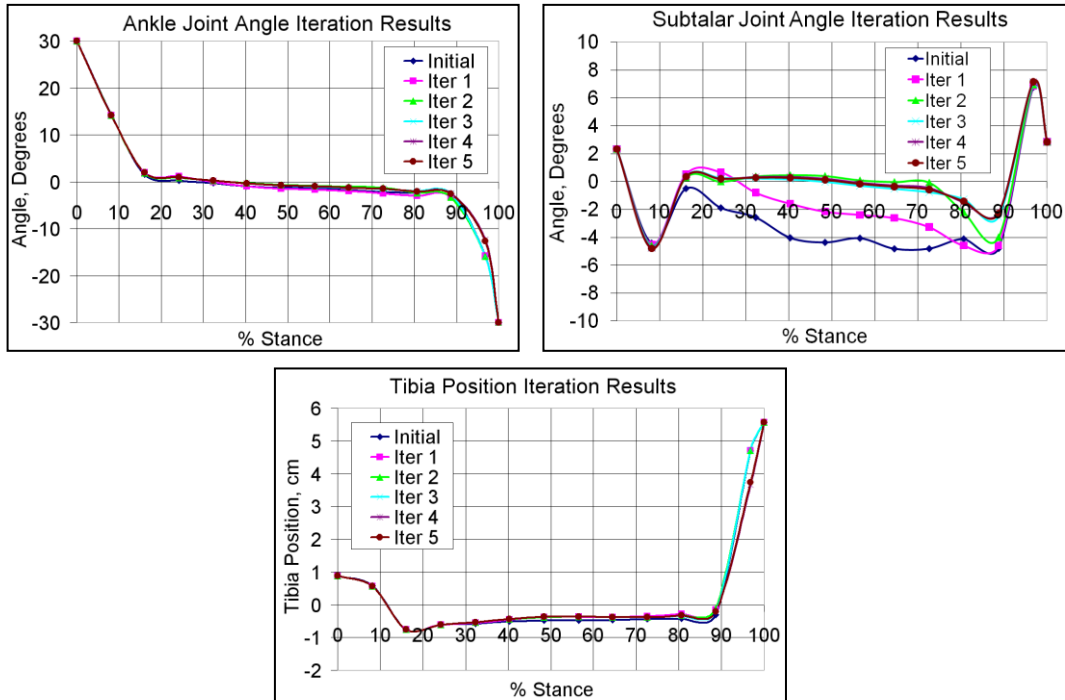 Ankle Joint Angle Iteration Results
30
20
10
0
-10
-20
-30
Angle, Degrees
0 10 20 30 40 50 60 70 80 90 100
% Stance
Initial
Iter 1
Iter 2
Iter 3
Iter 4
Iter 5
Subtalar Joint Angle Iteration Results
10
8
6
4
2
0
-2
-4
-6
-8
-10
Angle, Degrees
0 10 20 30 40 50 60 70 80 90 100
% Stance
Initial
Iter 1
Iter 2
Iter 3
Iter 4
Iter 5
Tibia Position Iteration Results
6
5
4
3
2
1
0
-1
-2
Tibia Position, cm
0 10 20 30 40 50 60 70 80 90 100
% Stance
Initial
Iter 1
Iter 2
Iter 3
Iter 4
Iter 5